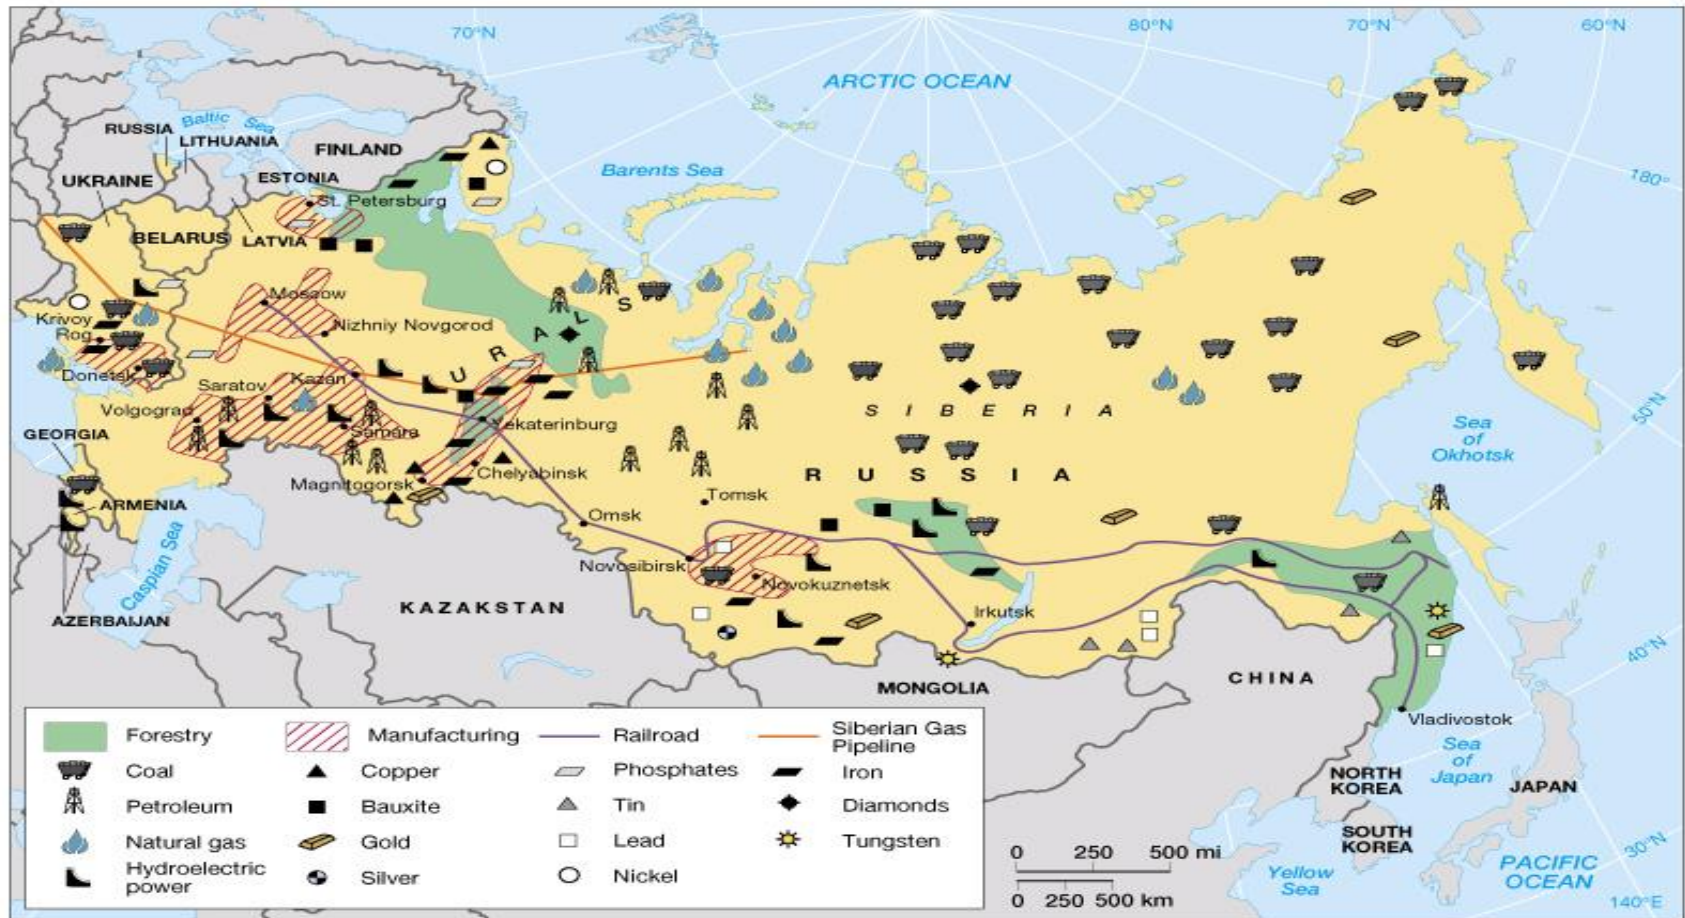 70°N
80°N
70°N
60°N
ARCTIC OCEAN
RUSSIA
Baltic Sea
LITHUANIA
FINLAND
Barents Sea
180°
UKRAINE
ESTONIA
St. Petersburg
BELARUS
LATVIA
Moscow
Nizhniy Novgorod
URALS
Krivoy
Rog
Donetsk
Saratov
Kazan
Volgograd
Samara
Yekaterinburg
SIBERIA
50°N
Sea
of
Okhotsk
GEORGIA
Chelyabinsk
Magnitogorsk
RUSSIA
ARMENIA
Tomsk
Omsk
Caspian Sea
Novosibirsk
Novokuznetsk
KAZAKSTAN
Irkutsk
AZERBAIJAN
40°N
MONGOLIA
CHINA
Vladivostok
Sea
of
Japan
NORTH
KOREA
JAPAN
SOUTH
KOREA
30°N
Yellow
Sea
PACIFIC
OCEAN
140°E
Forestry
Manufacturing
Railroad
Siberian Gas
Pipeline
Coal
Copper
Phosphates
Iron
Petroleum
Bauxite
Tin
Diamonds
Natural gas
Gold
Lead
Tungsten
Hydroelectric
power
Silver
Nickel
0 250 500 mi
0 250 500 km